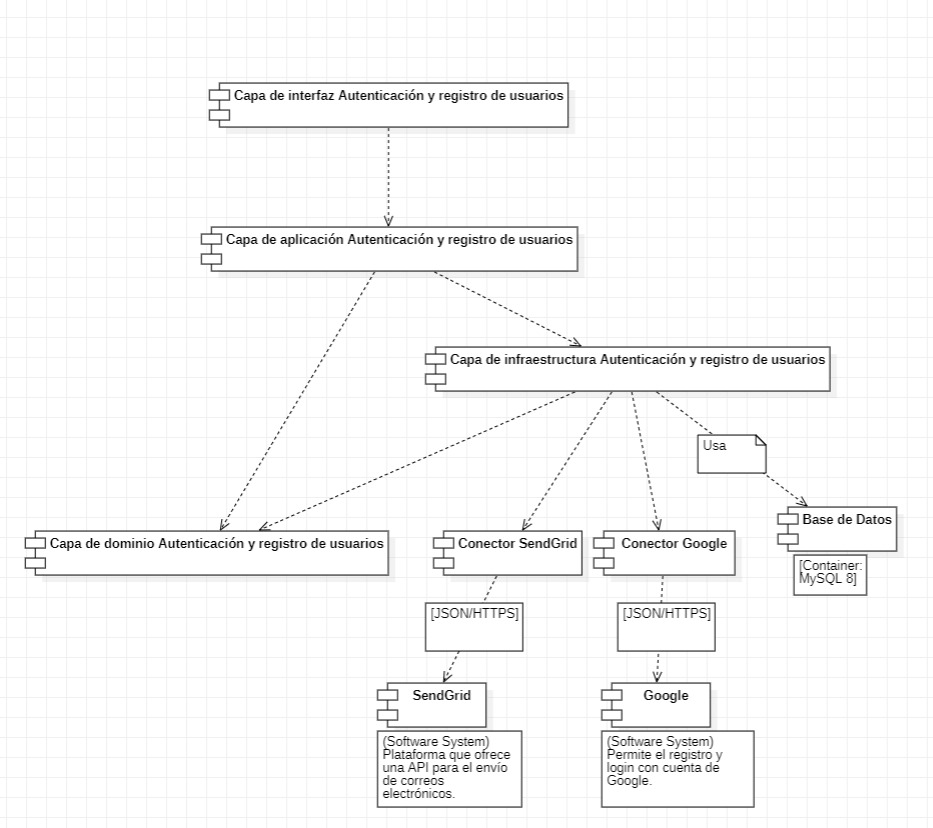 Capa de interfaz Autenticación y registro de usuarios
Capa de aplicación Autenticación y registro de usuarios
Capa de infraestructura Autenticación y registro de usuarios
Usa
Base de Datos
[Container:
MySQL 8]
Capa de dominio Autenticación y registro de usuarios
Conector SendGrid
Conector Google
[JSON/HTTPS]
[JSON/HTTPS]
SendGrid
(Software System)
Plataforma que ofrece
una API para el envío
de correos
electrónicos.
Google
(Software System)
Permite el registro y
login con cuenta de
Google.